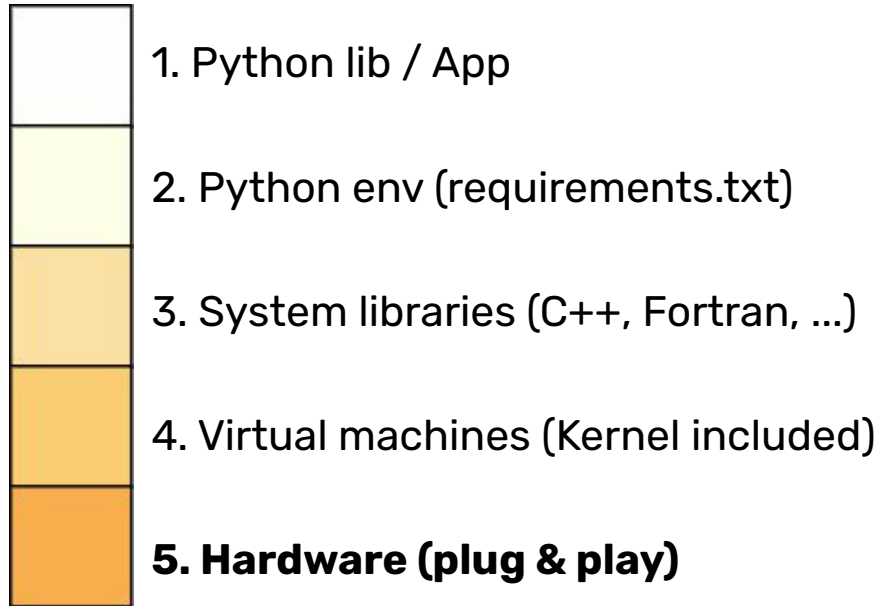 1. Python lib / App
2. Python env (requirements.txt)
3. System libraries (C++, Fortran, ...)
4. Virtual machines (Kernel included)
5. Hardware (plug & play)